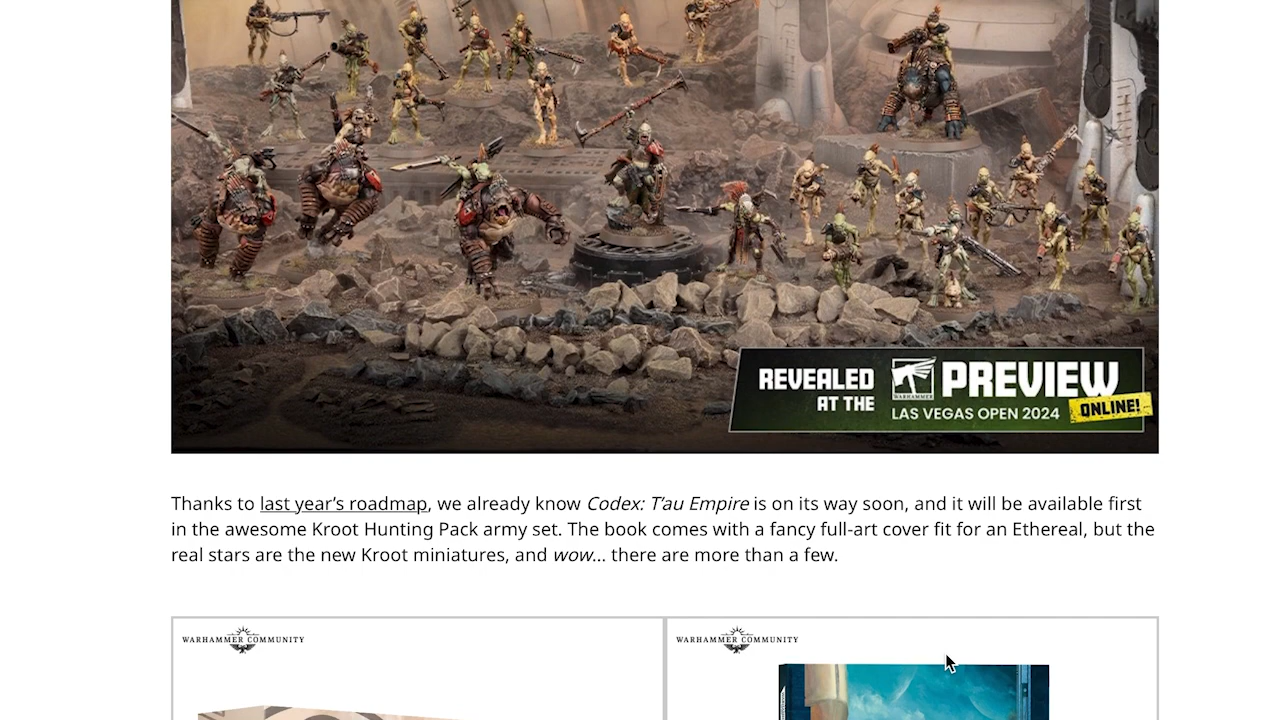 REVEALED
AT THE
WARHAMMER
PREVIEW
LAS VEGAS OPEN 2024
ONLINE!
Thanks to last year’s roadmap, we already know Codex: T’au Empire is on its way soon, and it will be available first
in the awesome Kroot Hunting Pack army set. The book comes with a fancy full-art cover fit for an Ethereal, but the
real stars are the new Kroot miniatures, and wow... there are more than a few.
WARHAMMER COMMUNITY
WARHAMMER COMMUNITY